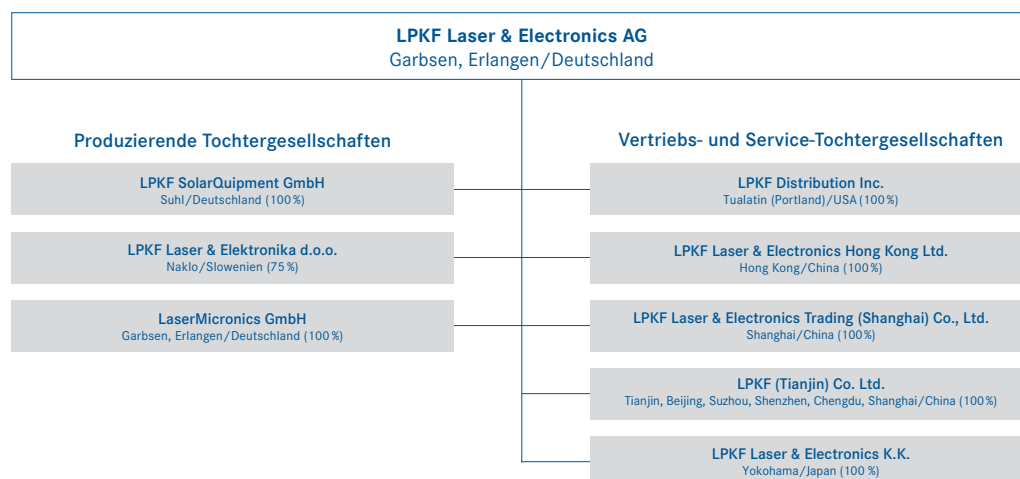 LPKF Laser & Electronics AG
Garbsen, Erlangen/Deutschland
Produzierende Tochtergesellschaften
LPKF SolarQuipment GmbH
Suhl/Deutschland (100 %)
LPKF Laser & Elektronika d.o.o.
Naklo/Slowenien (75 %)
LaserMicronics GmbH
Garbsen, Erlangen/Deutschland (100 %)
Vertriebs- und Service-Tochtergesellschaften
LPKF Distribution Inc.
Tualatin (Portland)/USA (100 %)
LPKF Laser & Electronics Hong Kong Ltd.
Hong Kong/China (100 %)
LPKF Laser & Electronics Trading (Shanghai) Co., Ltd.
Shanghai/China (100 %)
LPKF (Tianjin) Co. Ltd.
Tianjin, Beijing, Suzhou, Shenzhen, Chengdu, Shanghai/China (100 %)
LPKF Laser & Electronics K.K.
Yokohama/Japan (100 %)